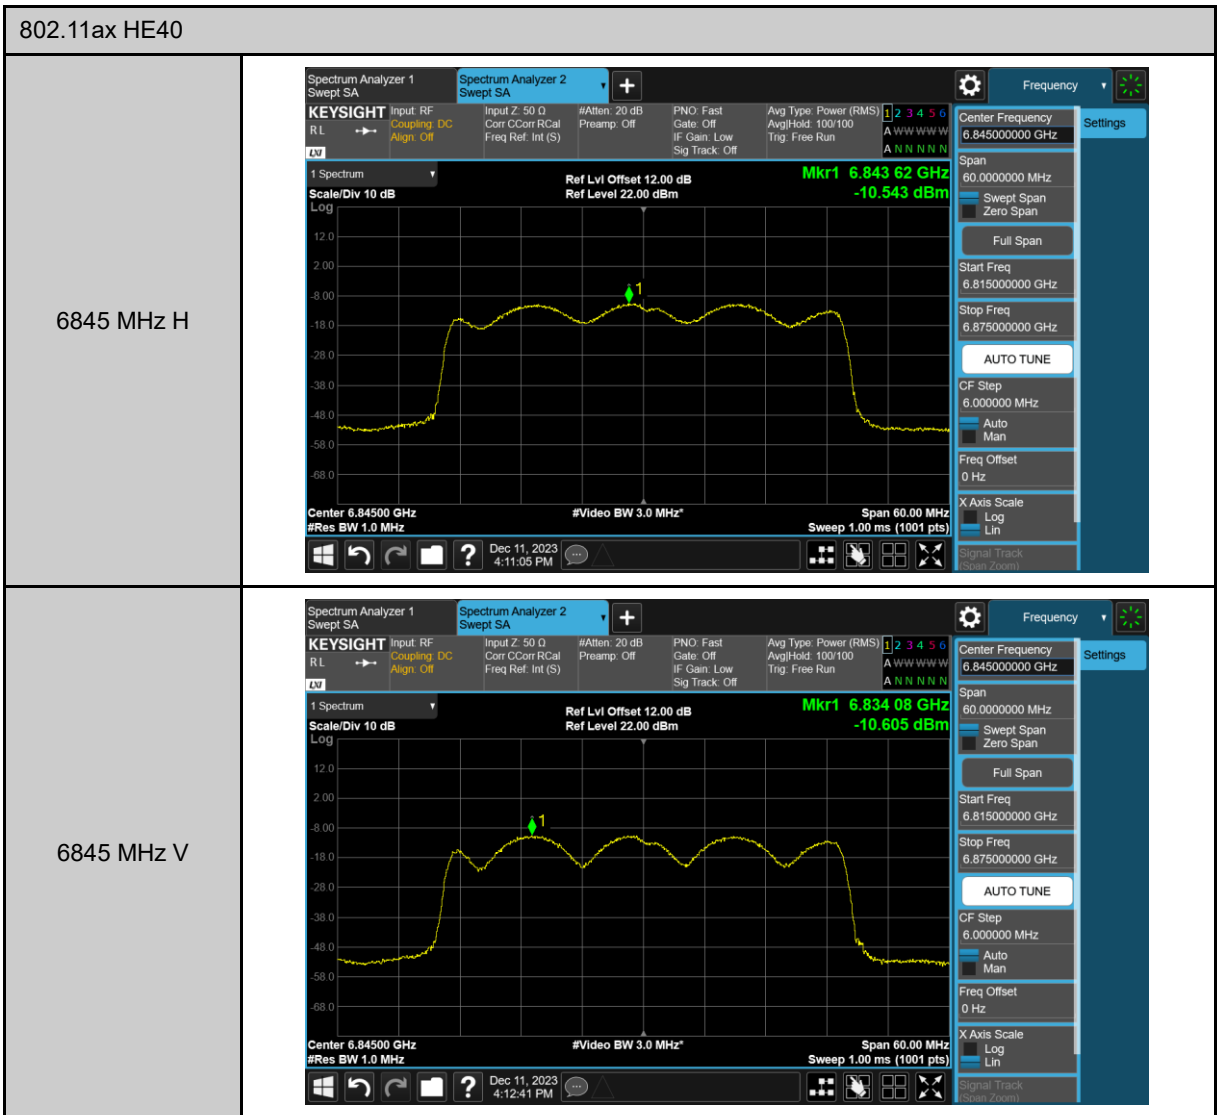 802.11ax HE40
6845 MHz H
Spectrum Analyzer 1
Swept SA
Spectrum Analyzer 2
Swept SA
+
Frequency
KEYSIGHT
RL
LXI
Input: RF
Coupling: DC
Align: Off
Input Z: 50 Ω
Corr CCorr RCal
Freq Ref: Int (S)
#Atten: 20 dB
Preamp: Off
PNO: Fast
Gate: Off
IF Gain: Low
Sig Track: Off
Avg Type: Power (RMS)
Avg|Hold: 100/100
Trig: Free Run
1 2 3 4 5 6
A W W W W W
A N N N N N
1 Spectrum
Scale/Div 10 dB
Log
Ref Lvl Offset 12.00 dB
Ref Level 22.00 dBm
Mkr1 6.843 62 GHz
-10.543 dBm
12.0
2.00
-8.00
-18.0
-28.0
-38.0
-48.0
-58.0
-68.0
1
Center 6.84500 GHz
#Res BW 1.0 MHz
#Video BW 3.0 MHz*
Span 60.00 MHz
Sweep 1.00 ms (1001 pts)
?
Dec 11, 2023
4:11:05 PM
Center Frequency
6.845000000 GHz
Span
60.0000000 MHz
Swept Span
Zero Span
Full Span
Start Freq
6.815000000 GHz
Stop Freq
6.875000000 GHz
AUTO TUNE
CF Step
6.000000 MHz
Auto
Man
Freq Offset
0 Hz
X Axis Scale
Log
Lin
Signal Track
(Span Zoom)
Settings
6845 MHz V
Spectrum Analyzer 1
Swept SA
Spectrum Analyzer 2
Swept SA
+
Frequency
KEYSIGHT
RL
LXI
Input: RF
Coupling: DC
Align: Off
Input Z: 50 Ω
Corr CCorr RCal
Freq Ref: Int (S)
#Atten: 20 dB
Preamp: Off
PNO: Fast
Gate: Off
IF Gain: Low
Sig Track: Off
Avg Type: Power (RMS)
Avg|Hold: 100/100
Trig: Free Run
1 2 3 4 5 6
A W W W W W
A N N N N N
1 Spectrum
Scale/Div 10 dB
Log
Ref Lvl Offset 12.00 dB
Ref Level 22.00 dBm
Mkr1 6.834 08 GHz
-10.605 dBm
12.0
2.00
-8.00
-18.0
-28.0
-38.0
-48.0
-58.0
-68.0
1
Center 6.84500 GHz
#Res BW 1.0 MHz
#Video BW 3.0 MHz*
Span 60.00 MHz
Sweep 1.00 ms (1001 pts)
?
Dec 11, 2023
4:12:41 PM
Center Frequency
6.845000000 GHz
Span
60.0000000 MHz
Swept Span
Zero Span
Full Span
Start Freq
6.815000000 GHz
Stop Freq
6.875000000 GHz
AUTO TUNE
CF Step
6.000000 MHz
Auto
Man
Freq Offset
0 Hz
X Axis Scale
Log
Lin
Signal Track
(Span Zoom)
Settings